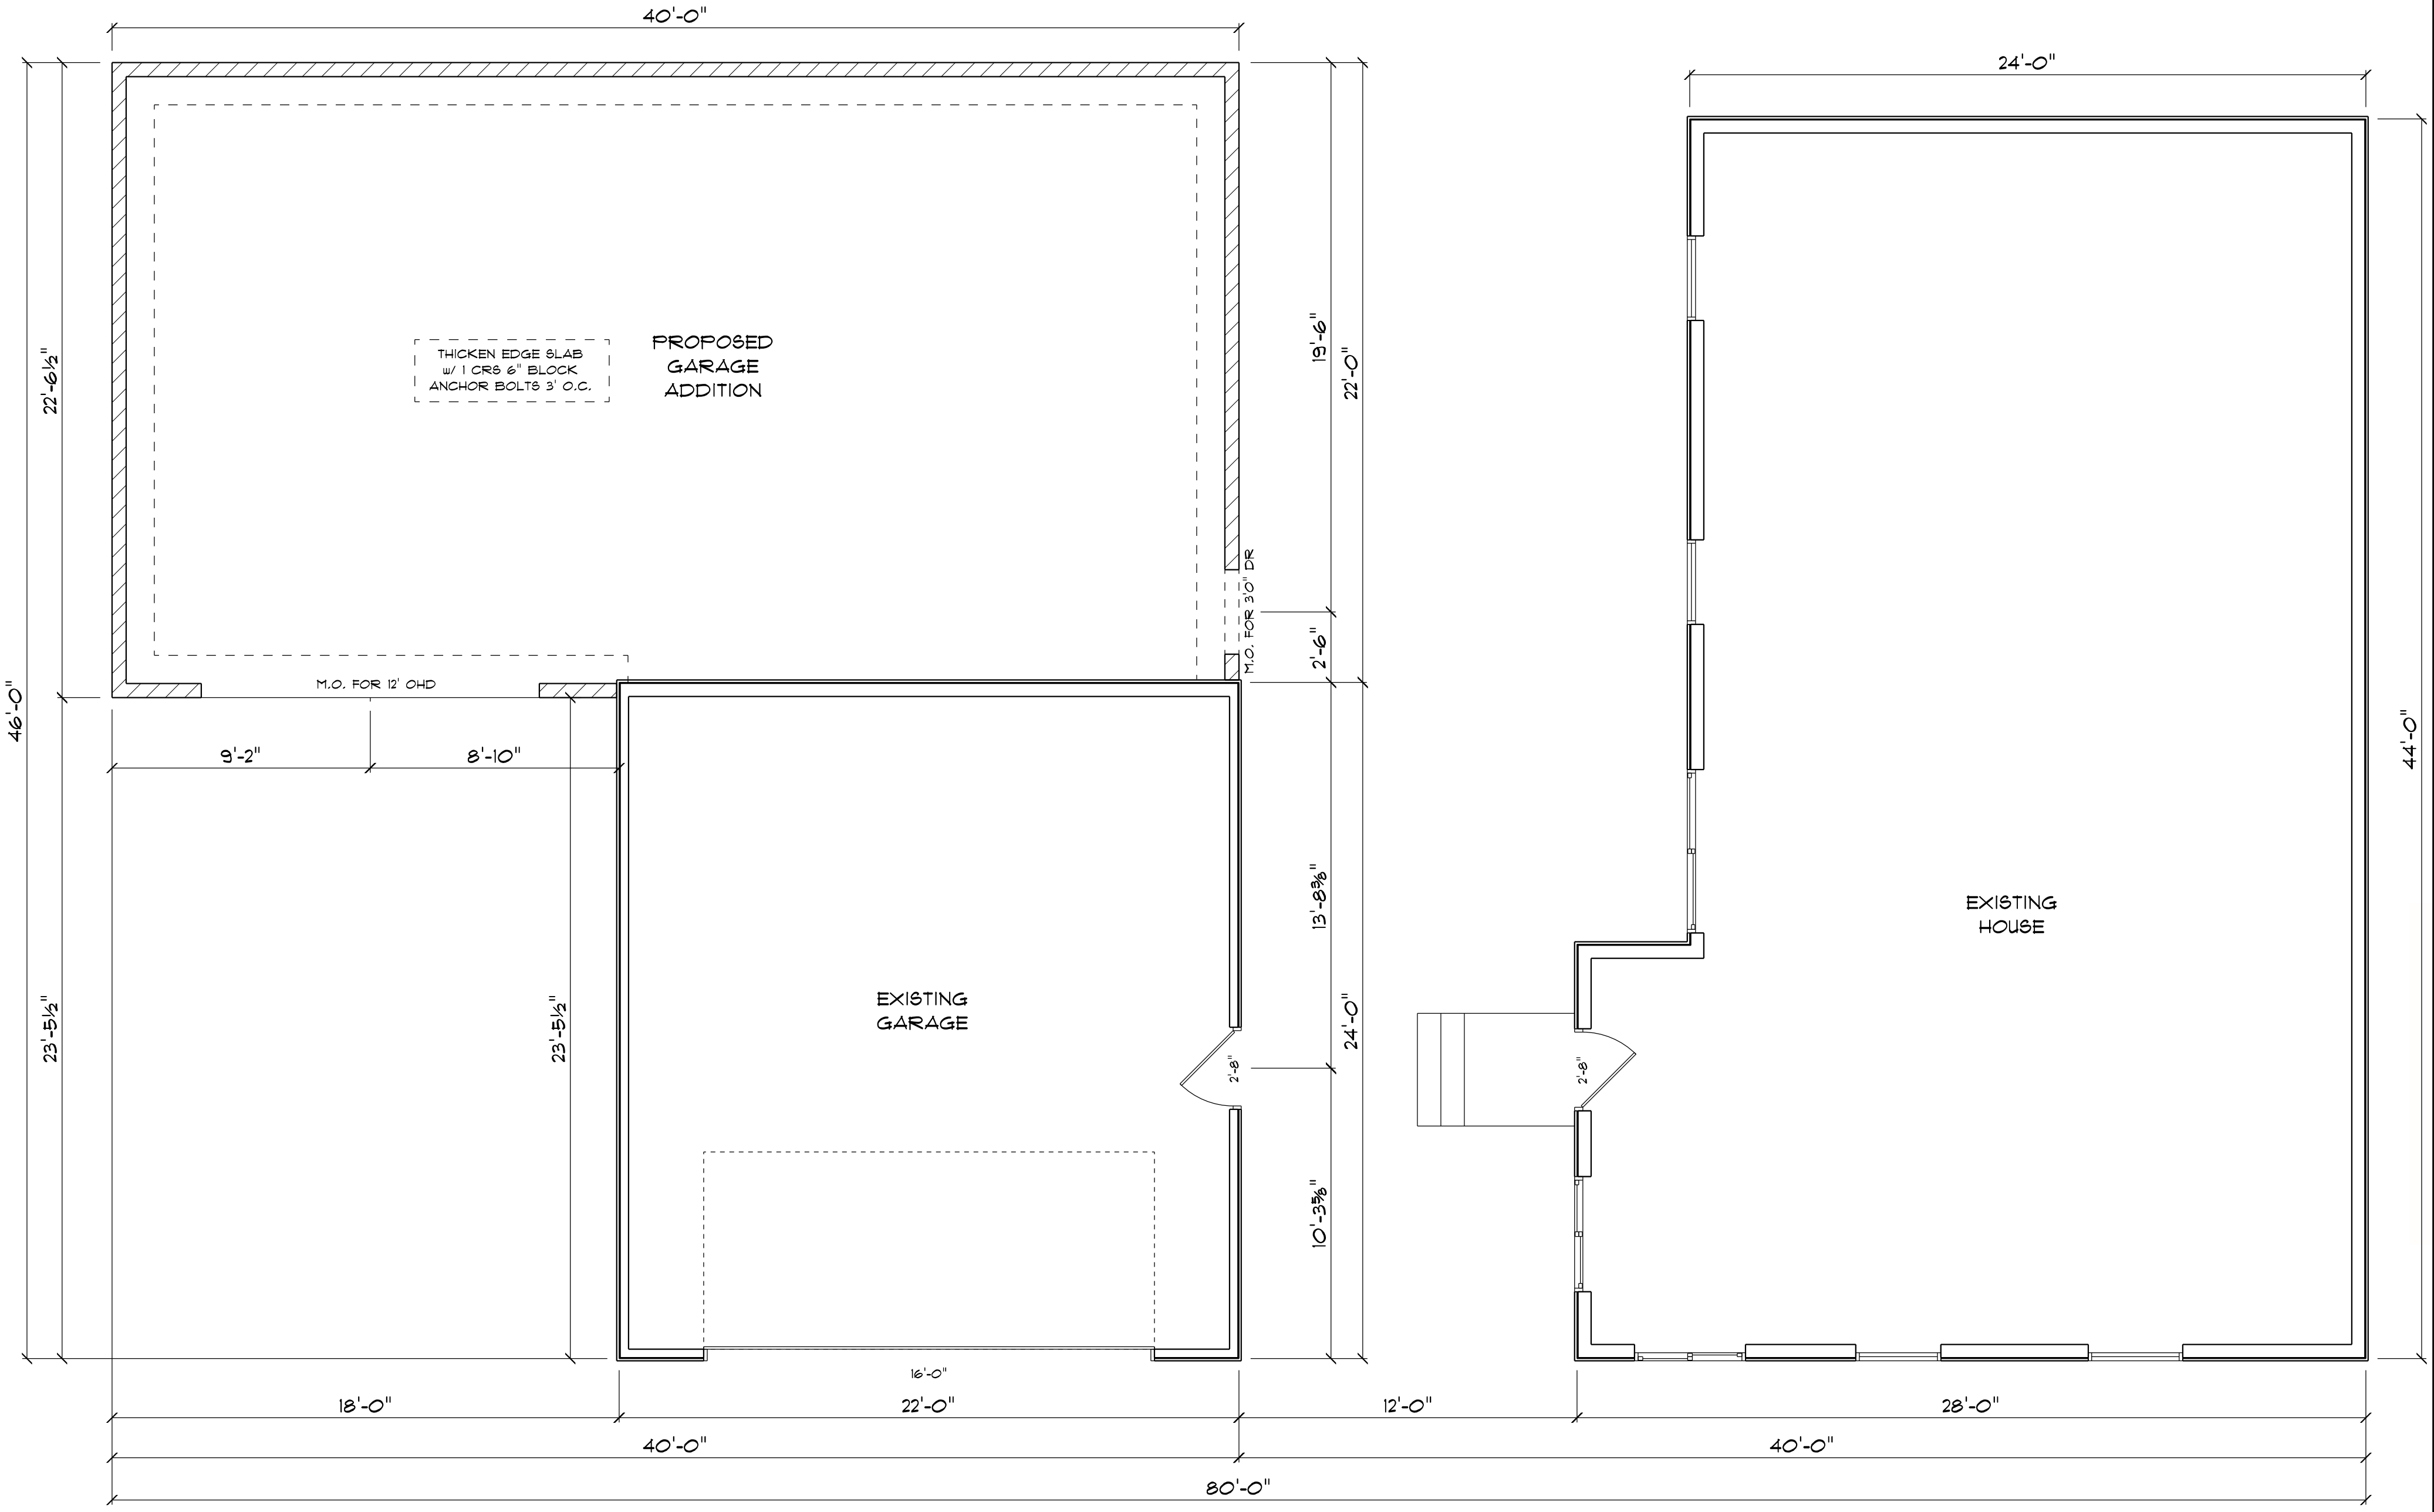 40'-0"
24'-0"
THICKEN EDGE SLAB
w/ 1 CRS 6" BLOCK
ANCHOR BOLTS 3' O.C.
PROPOSED
GARAGE
ADDITION
19'-6"
22'-0"
22'-6½"
M.O. FOR 3'0" DR
2'-6"
M.O. FOR 12' OHD
46'-0"
44'-0"
9'-2"
8'-10"
13'-8⅜"
EXISTING
HOUSE
EXISTING
GARAGE
23'-5½"
23'-5½"
24'-0"
2'-8"
2'-8"
10'-3⅝"
16'-0"
18'-0"
22'-0"
12'-0"
28'-0"
40'-0"
40'-0"
80'-0"